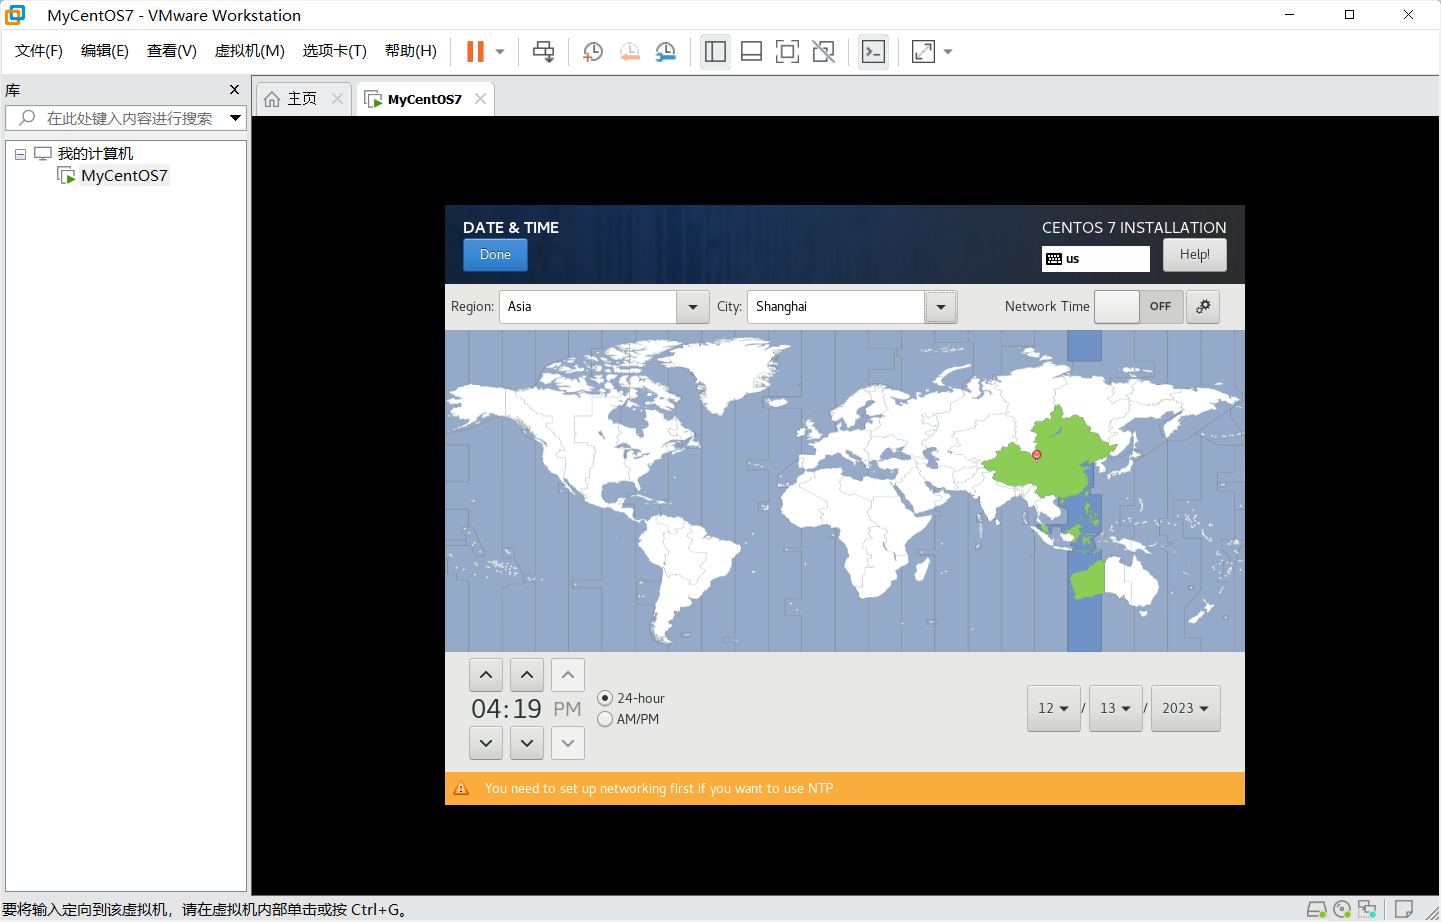 MyCentOS7 - VMware Workstation
文件(F) 编辑(E) 查看(V) 虚拟机(M) 选项卡(T) 帮助(H)
库
在此处键入内容进行搜索
我的计算机
MyCentOS7
主页
MyCentOS7
DATE & TIME
CENTOS 7 INSTALLATION
Done
us
Help!
Region: Asia City: Shanghai Network Time OFF
04:19 PM
24-hour
AM/PM
12 / 13 / 2023
You need to set up networking first if you want to use NTP
要将输入定向到该虚拟机，请在虚拟机内部单击或按 Ctrl+G。